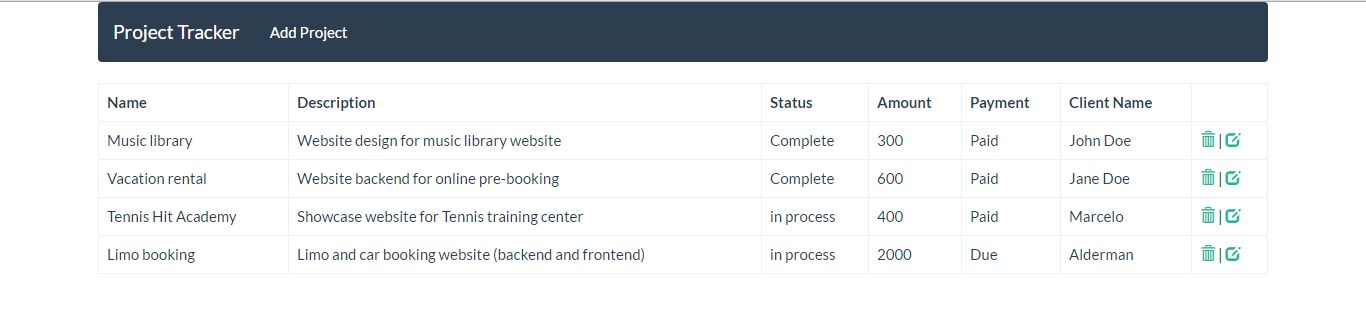 Project Tracker Add Project
Name Description Status Amount Payment Client Name
Music library Website design for music library website Complete 300 Paid John Doe |
Vacation rental Website backend for online pre-booking Complete 600 Paid Jane Doe |
Tennis Hit Academy Showcase website for Tennis training center in process 400 Paid Marcelo |
Limo booking Limo and car booking website (backend and frontend) in process 2000 Due Alderman |